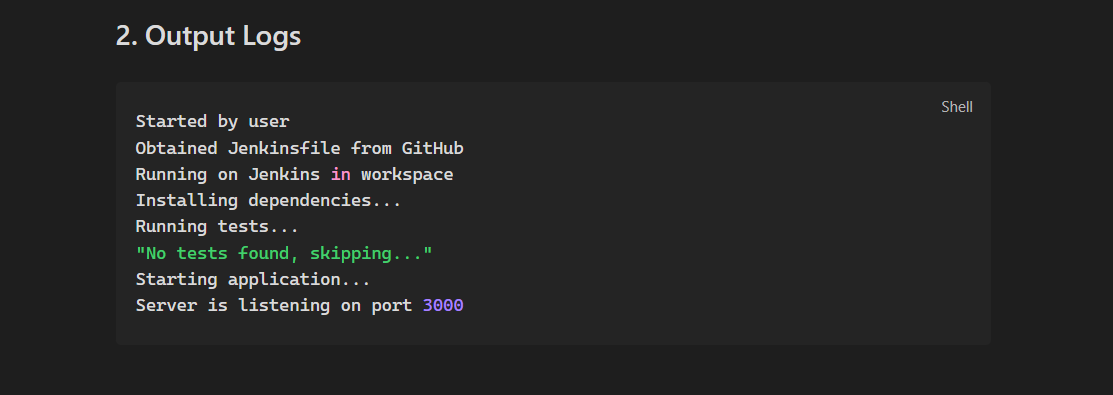 2. Output Logs
Shell
Started by user
Obtained Jenkinsfile from GitHub
Running on Jenkins in workspace
Installing dependencies...
Running tests...
"No tests found, skipping..."
Starting application...
Server is listening on port 3000